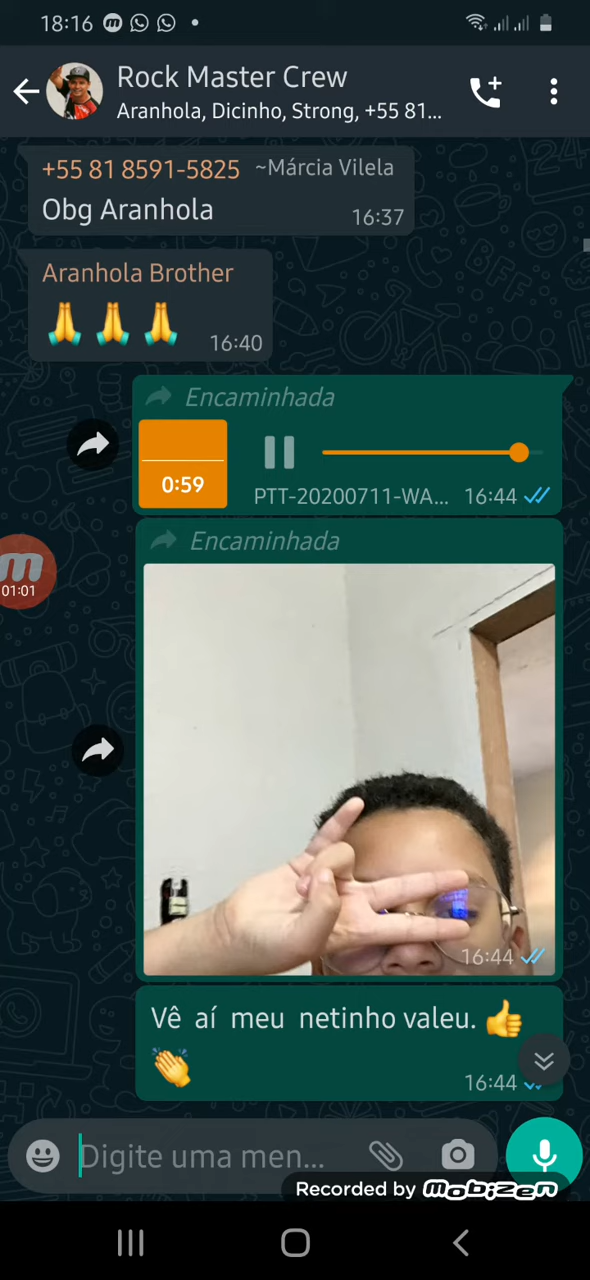 18:16
Rock Master Crew
Aranhola, Dicinho, Strong, +55 81...
+55 81 8591-5825 ~Márcia Vilela
Obg Aranhola
16:37
Aranhola Brother
🙏 🙏 🙏 16:40
Encaminhada
0:59
PTT-20200711-WA... 16:44
Encaminhada
01:01
16:44
Vê aí meu netinho valeu. 👍
👏
16:44
Digite uma men...
Recorded by mobizen